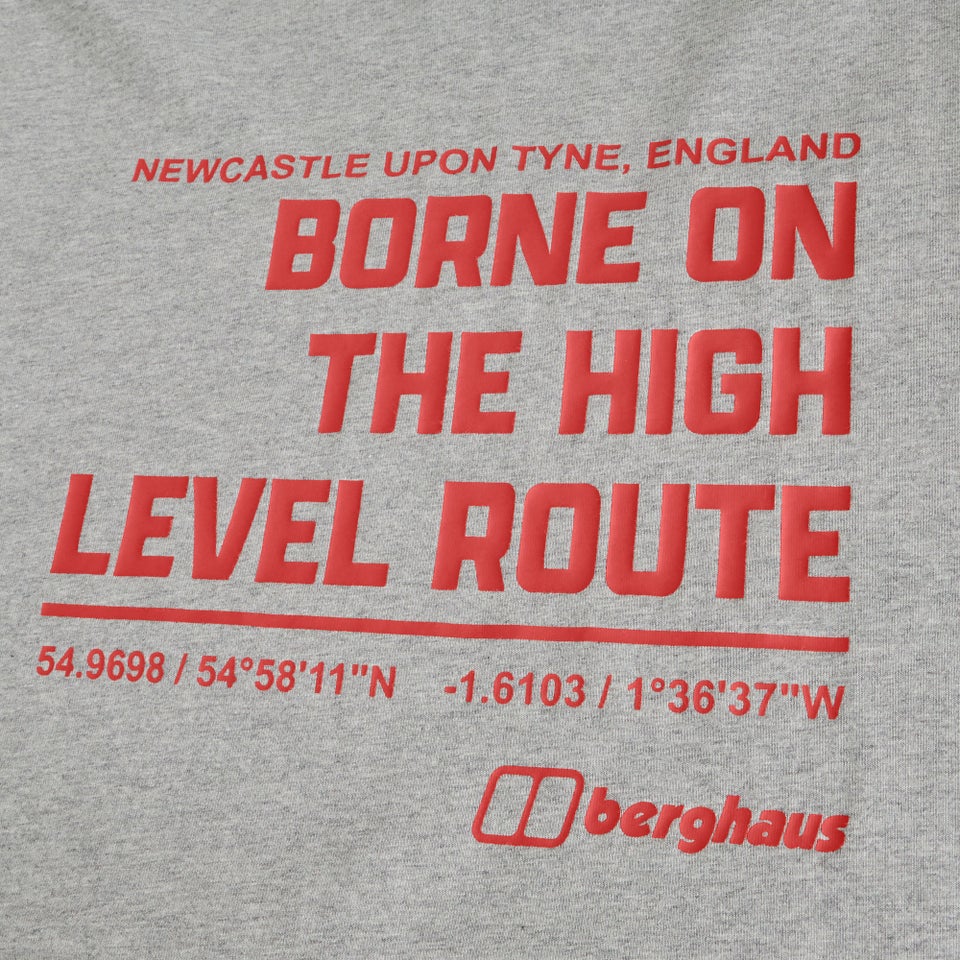 NEWCASTLE UPON TYNE, ENGLAND
BORNE ON
THE HIGH
LEVEL ROUTE
54.9698 / 54°58'11"N -1.6103 / 1°36'37"W
berghaus